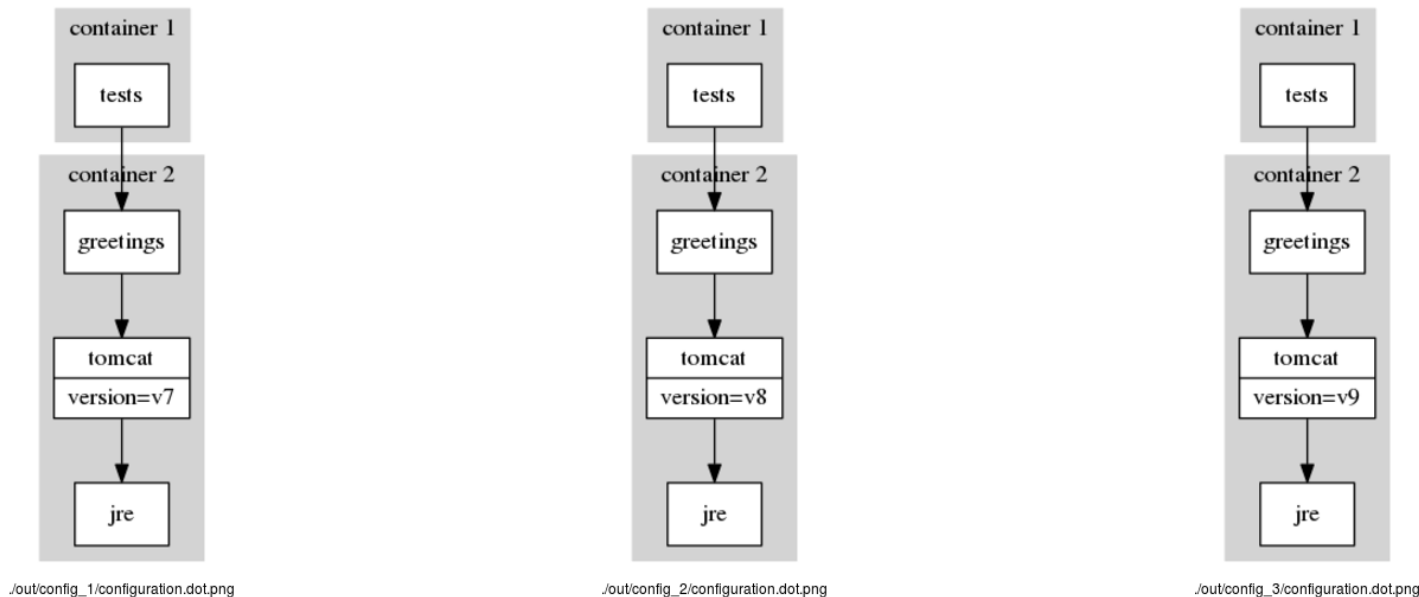 container 1
tests
container 2
greetings
tomcat
version=v7
jre
./out/config_1/configuration.dot.png
container 1
tests
container 2
greetings
tomcat
version=v8
jre
./out/config_2/configuration.dot.png
container 1
tests
container 2
greetings
tomcat
version=v9
jre
./out/config_3/configuration.dot.png